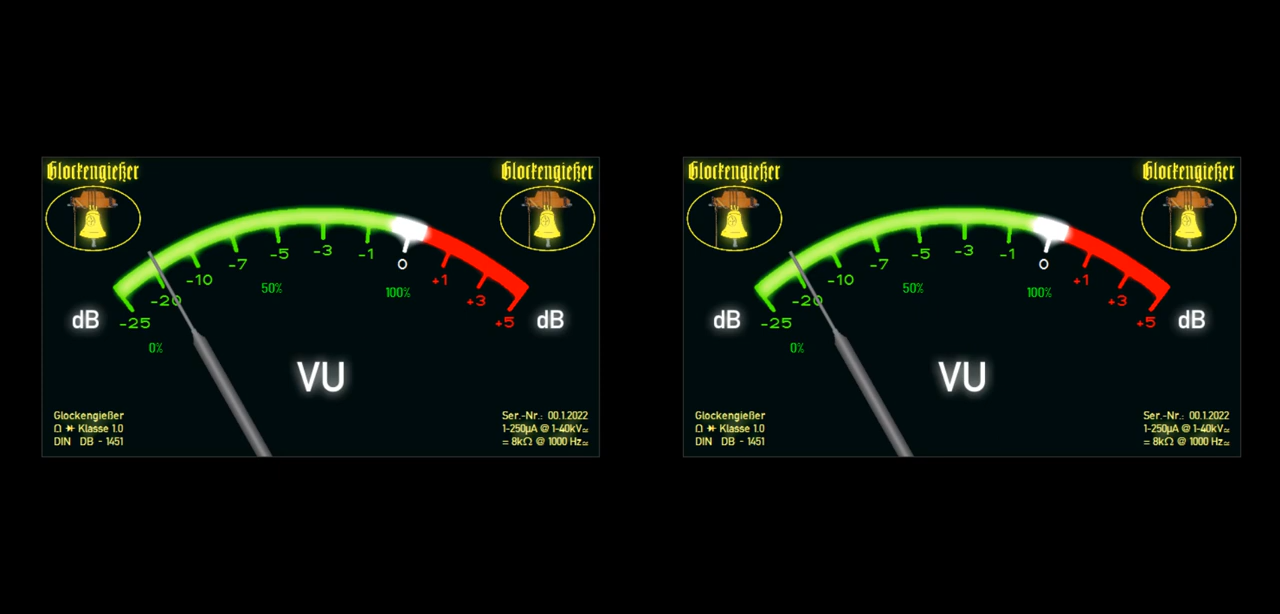 Glockengießer Glockengießer
-25 -20 -10 -7 -5 -3 -1 0 +1 +3 +5
0% 50% 100%
dB dB
VU
Glockengießer
Ω Klasse 1.0
DIN DB - 1451
Ser.-Nr.: 00.1.2022
1-250µA @ 1-40kV≃
= 8kΩ @ 1000 Hz≃
Glockengießer Glockengießer
-25 -20 -10 -7 -5 -3 -1 0 +1 +3 +5
0% 50% 100%
dB dB
VU
Glockengießer
Ω Klasse 1.0
DIN DB - 1451
Ser.-Nr.: 00.1.2022
1-250µA @ 1-40kV≃
= 8kΩ @ 1000 Hz≃